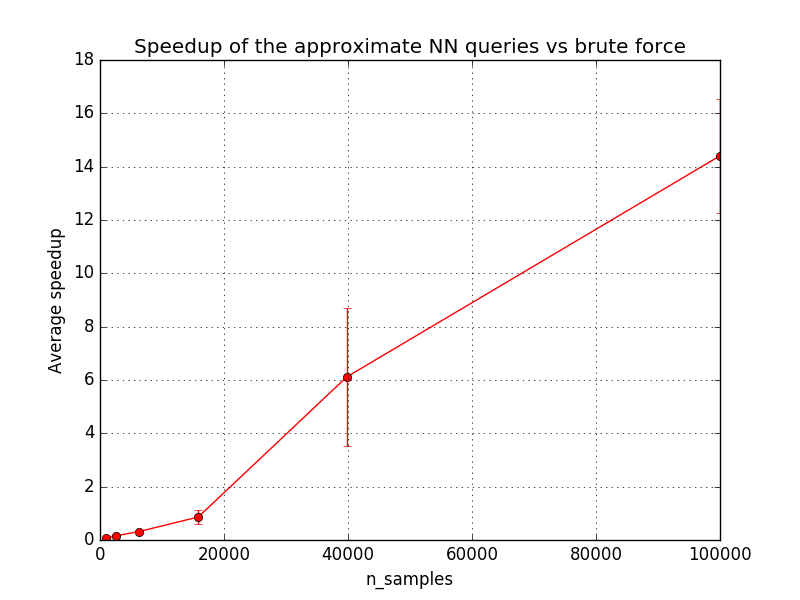 Speedup of the approximate NN queries vs brute force
18
16
14
12
10
8
6
4
2
0
Average speedup
0 20000 40000 60000 80000 100000
n_samples